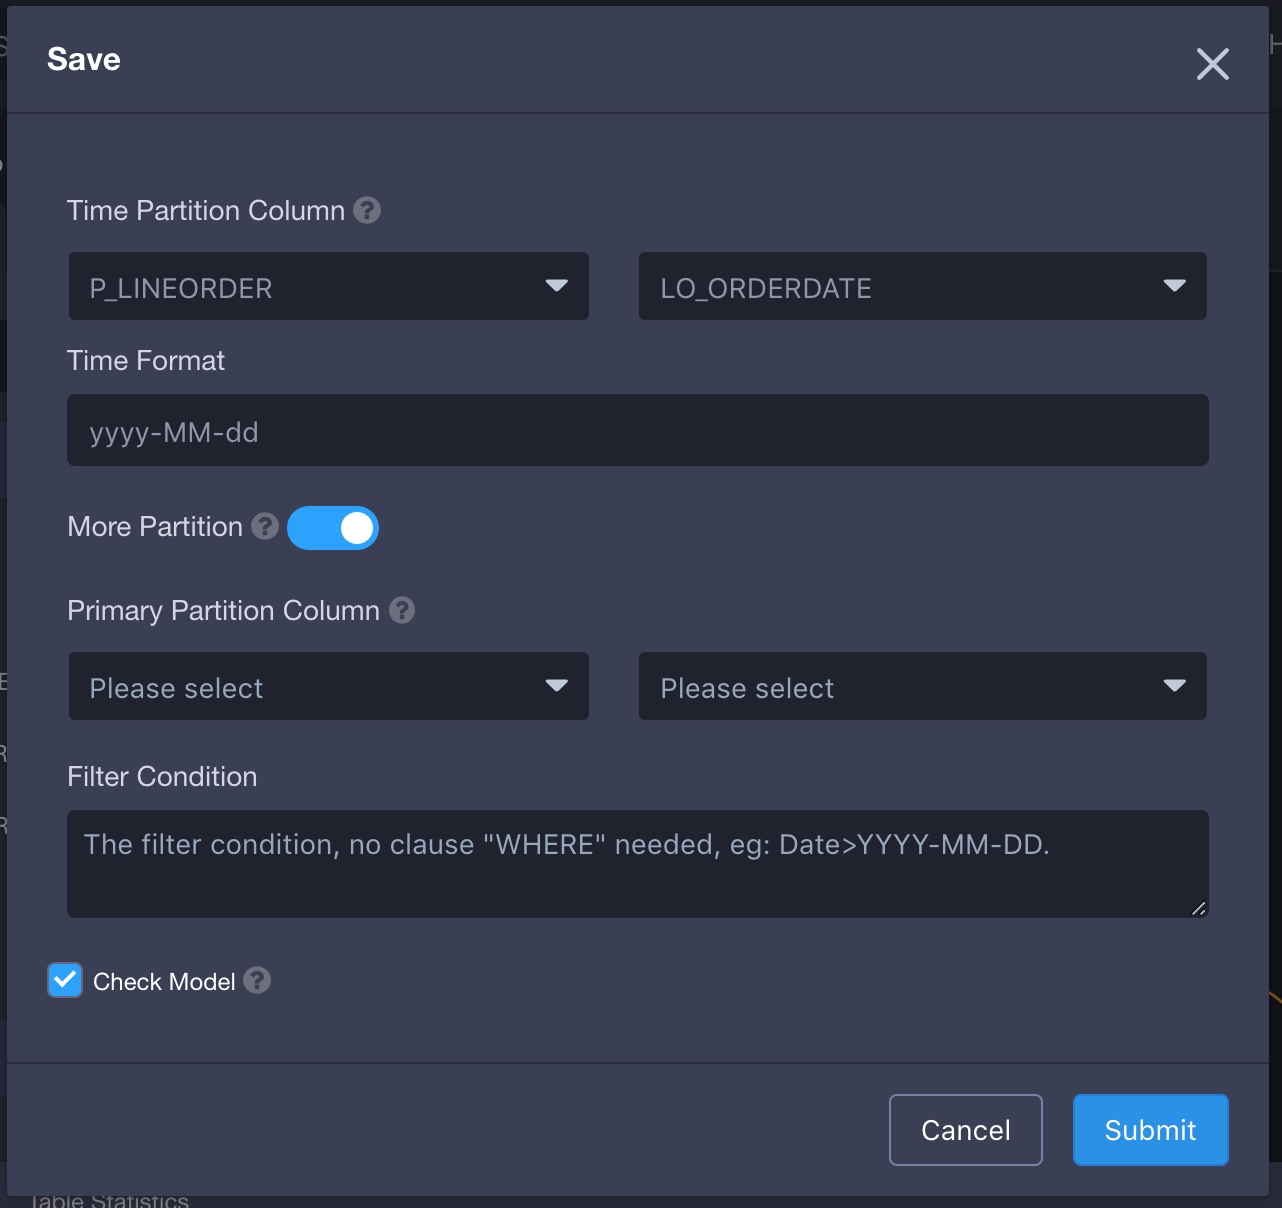 Save
Time Partition Column ?
P_LINEORDER LO_ORDERDATE
Time Format
yyyy-MM-dd
More Partition ?
Primary Partition Column ?
Please select Please select
Filter Condition
The filter condition, no clause "WHERE" needed, eg: Date>YYYY-MM-DD.
Check Model ?
Cancel Submit
Table Statistics